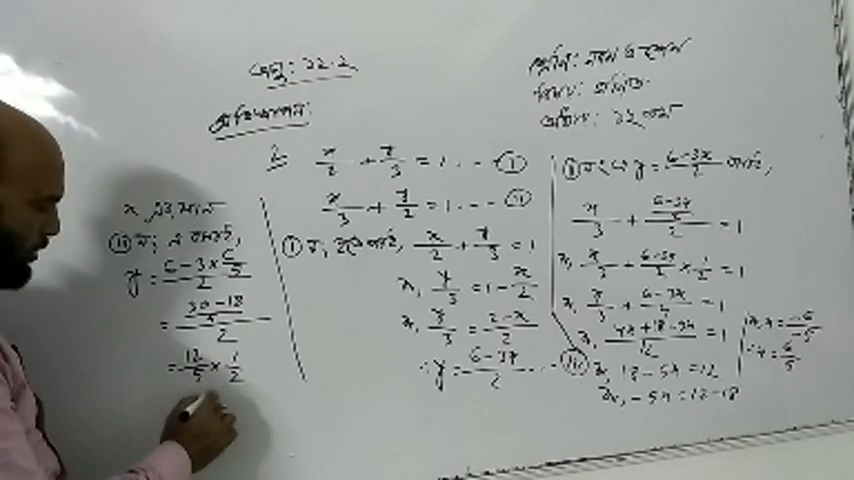 অনু: ১২.২
শ্রেণি: নবম ও দশম
বিষয়: গণিত
প্রতিস্থাপন:
x/2 + y/3 = 1 --- (i)
x/3 + y/2 = 1 --- (ii)
(i) নং হতে পাই, x/2 + y/3 = 1
বা, y/3 = 1 - x/2
বা, y/3 = (2-x)/2
∴ y = (6-3x)/2 --- (iii)
(ii) নং এ y = (6-3x)/2 বসাই,
x/3 + ((6-3x)/2)/2 = 1
বা, x/3 + (6-3x)/2 × 1/2 = 1
বা, x/3 + (6-3x)/4 = 1
বা, (4x+18-9x)/12 = 1
বা, 18-5x = 12
বা, -5x = 12-18
বা, x = -6/-5
∴ x = 6/5
x এর মান
(iii) নং এ বসাই,
y = (6-3×6/5)/2
= ((30-18)/5)/2
= 12/5 × 1/2